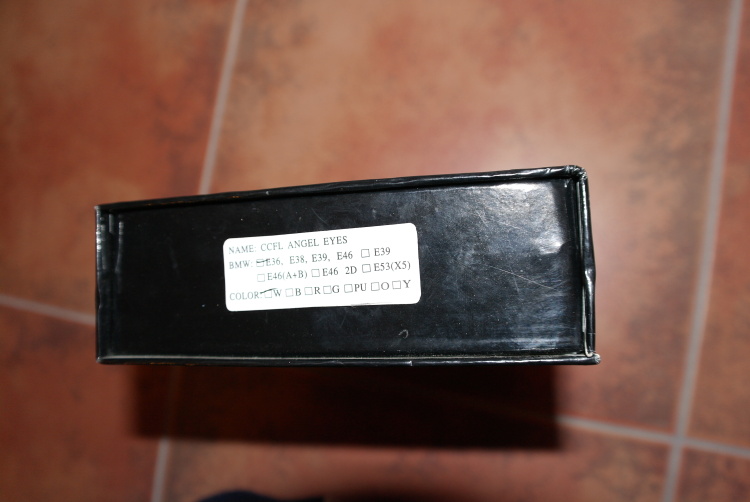 NAME: CCFL ANGEL EYES
BMW: ☑E36, E38, E39, E46 ☐ E39
☐E46(A+B) ☐ E46 2D ☐ E53(X5)
COLOR: ☑W ☐B ☐R ☐G ☐PU ☐O ☐Y